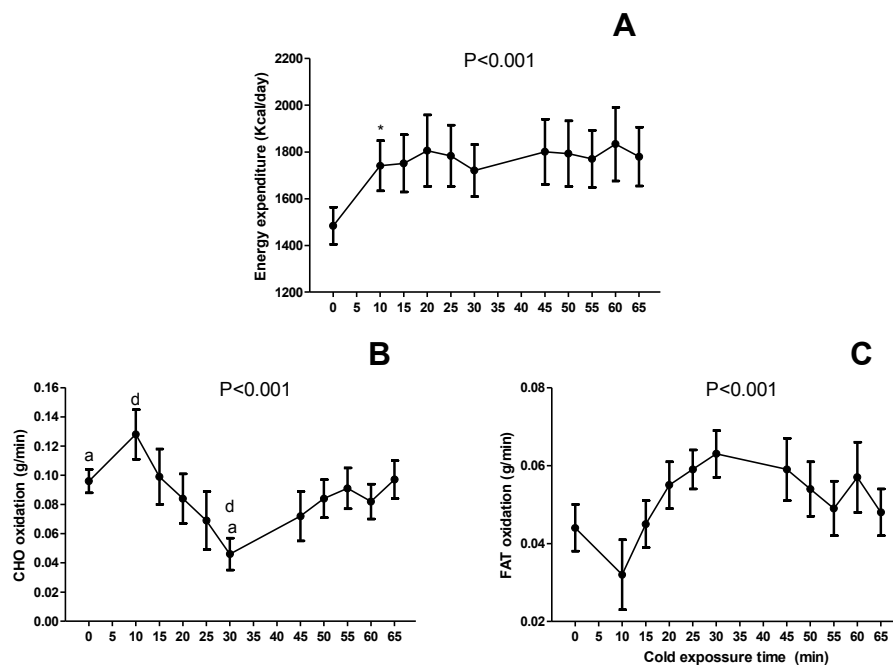 A
P<0.001
Energy expenditure (Kcal/day)
2200
2000
1800
1600
1400
1200
*
0 5 10 15 20 25 30 35 40 45 50 55 60 65
B
P<0.001
CHO oxidation (g/min)
0.16
0.14
0.12
0.10
0.08
0.06
0.04
0.02
0.00
a
d
d
a
0 5 10 15 20 25 30 35 40 45 50 55 60 65
C
P<0.001
FAT oxidation (g/min)
0.08
0.06
0.04
0.02
0 5 10 15 20 25 30 35 40 45 50 55 60 65
Cold expossure time (min)